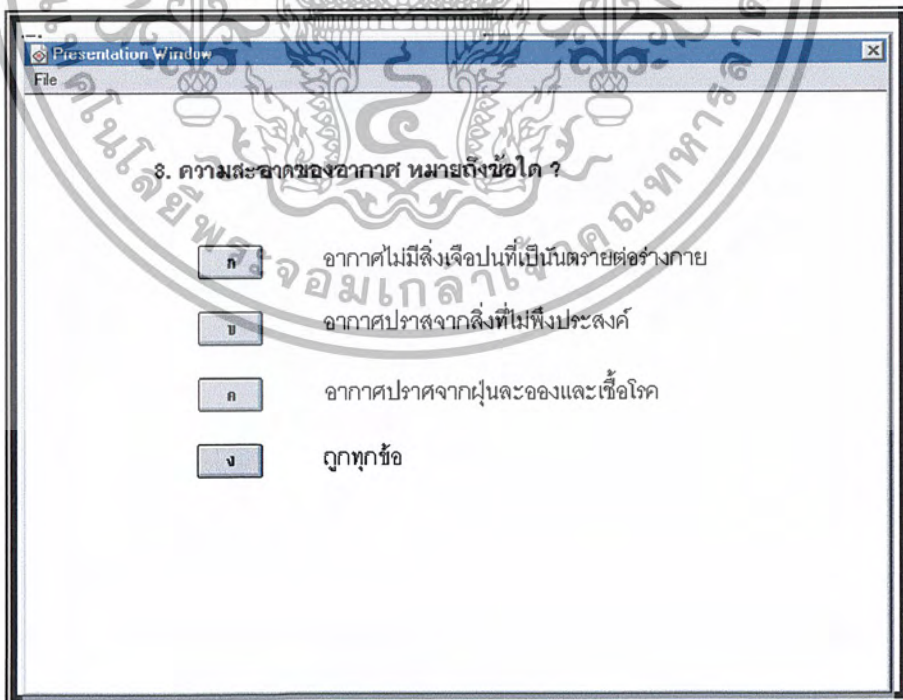 Presentation Window
File
8. ความสะอาดของอากาศ หมายถึงข้อใด ?
ก อากาศไม่มีสิ่งเจือปนที่เป็นันตรายต่อร่างกาย
ข อากาศปราสจากสิ่งที่ไม่พึงประสงค์
ค อากาศปราศจากฝุ่นละอองและเชื้อโรค
ง ถูกทุกข้อ